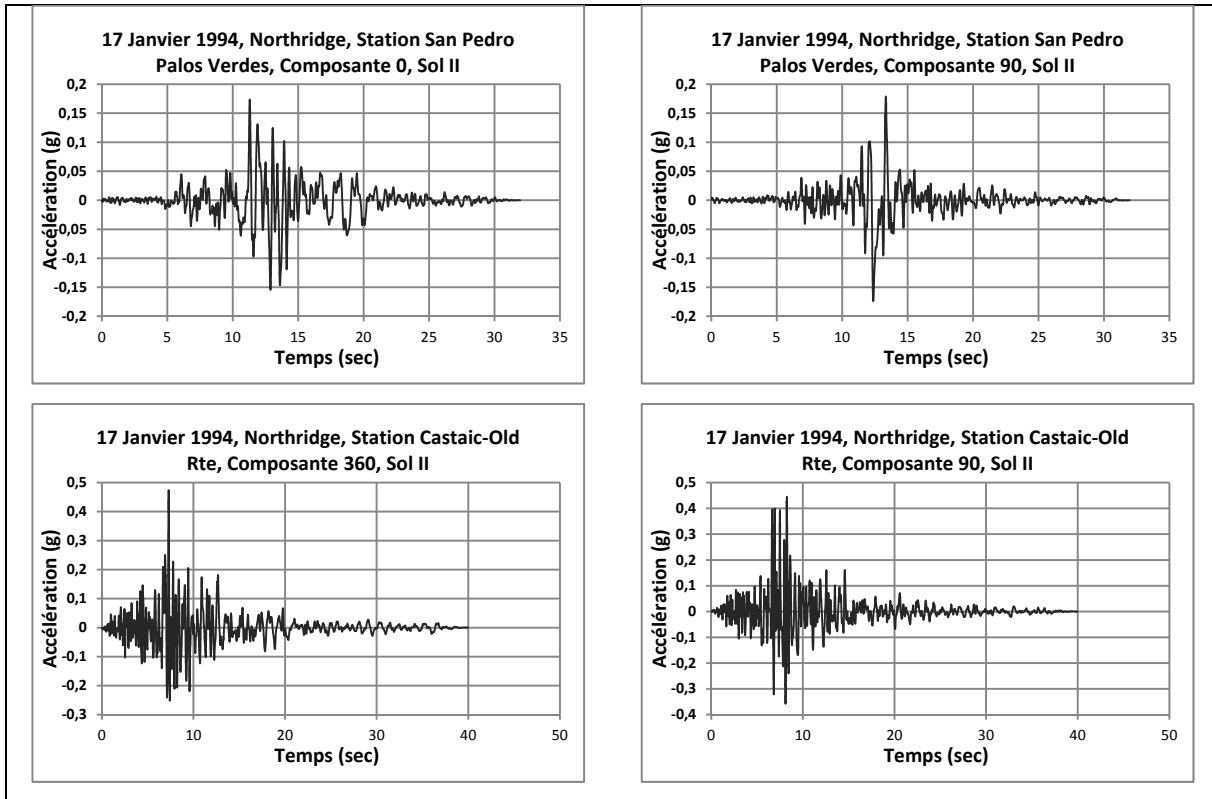 17 Janvier 1994, Northridge, Station San Pedro
Palos Verdes, Composante 0, Sol II
0,2
0,15
0,1
0,05
0
-0,05
-0,1
-0,15
-0,2
Accélération (g)
0 5 10 15 20 25 30 35
Temps (sec)
17 Janvier 1994, Northridge, Station San Pedro
Palos Verdes, Composante 90, Sol II
0,2
0,15
0,1
0,05
0
-0,05
-0,1
-0,15
-0,2
Accélération (g)
0 5 10 15 20 25 30 35
Temps (sec)
17 Janvier 1994, Northridge, Station Castaic-Old
Rte, Composante 360, Sol II
0,5
0,4
0,3
0,2
0,1
0
-0,1
-0,2
-0,3
Accélération (g)
0 10 20 30 40 50
Temps (sec)
17 Janvier 1994, Northridge, Station Castaic-Old
Rte, Composante 90, Sol II
0,5
0,4
0,3
0,2
0,1
0
-0,1
-0,2
-0,3
-0,4
Accélération (g)
0 10 20 30 40 50
Temps (sec)